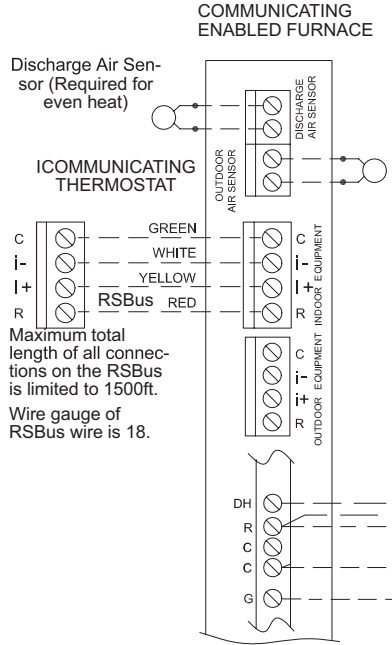 COMMUNICATING
ENABLED FURNACE
Discharge Air Sen-
sor (Required for
even heat)
DISCHARGE
AIR SENSOR
OUTDOOR
AIR SENSOR
ICOMMUNICATING
THERMOSTAT
C
i-
I+
R
GREEN
WHITE
YELLOW
RSBus RED
C
i-
I+
R
INDOOR EQUIPMENT
Maximum total
length of all connec-
tions on the RSBus
is limited to 1500ft.
Wire gauge of
RSBus wire is 18.
C
i-
i+
R
OUTDOOR EQUIPMENT
DH
R
C
C
G